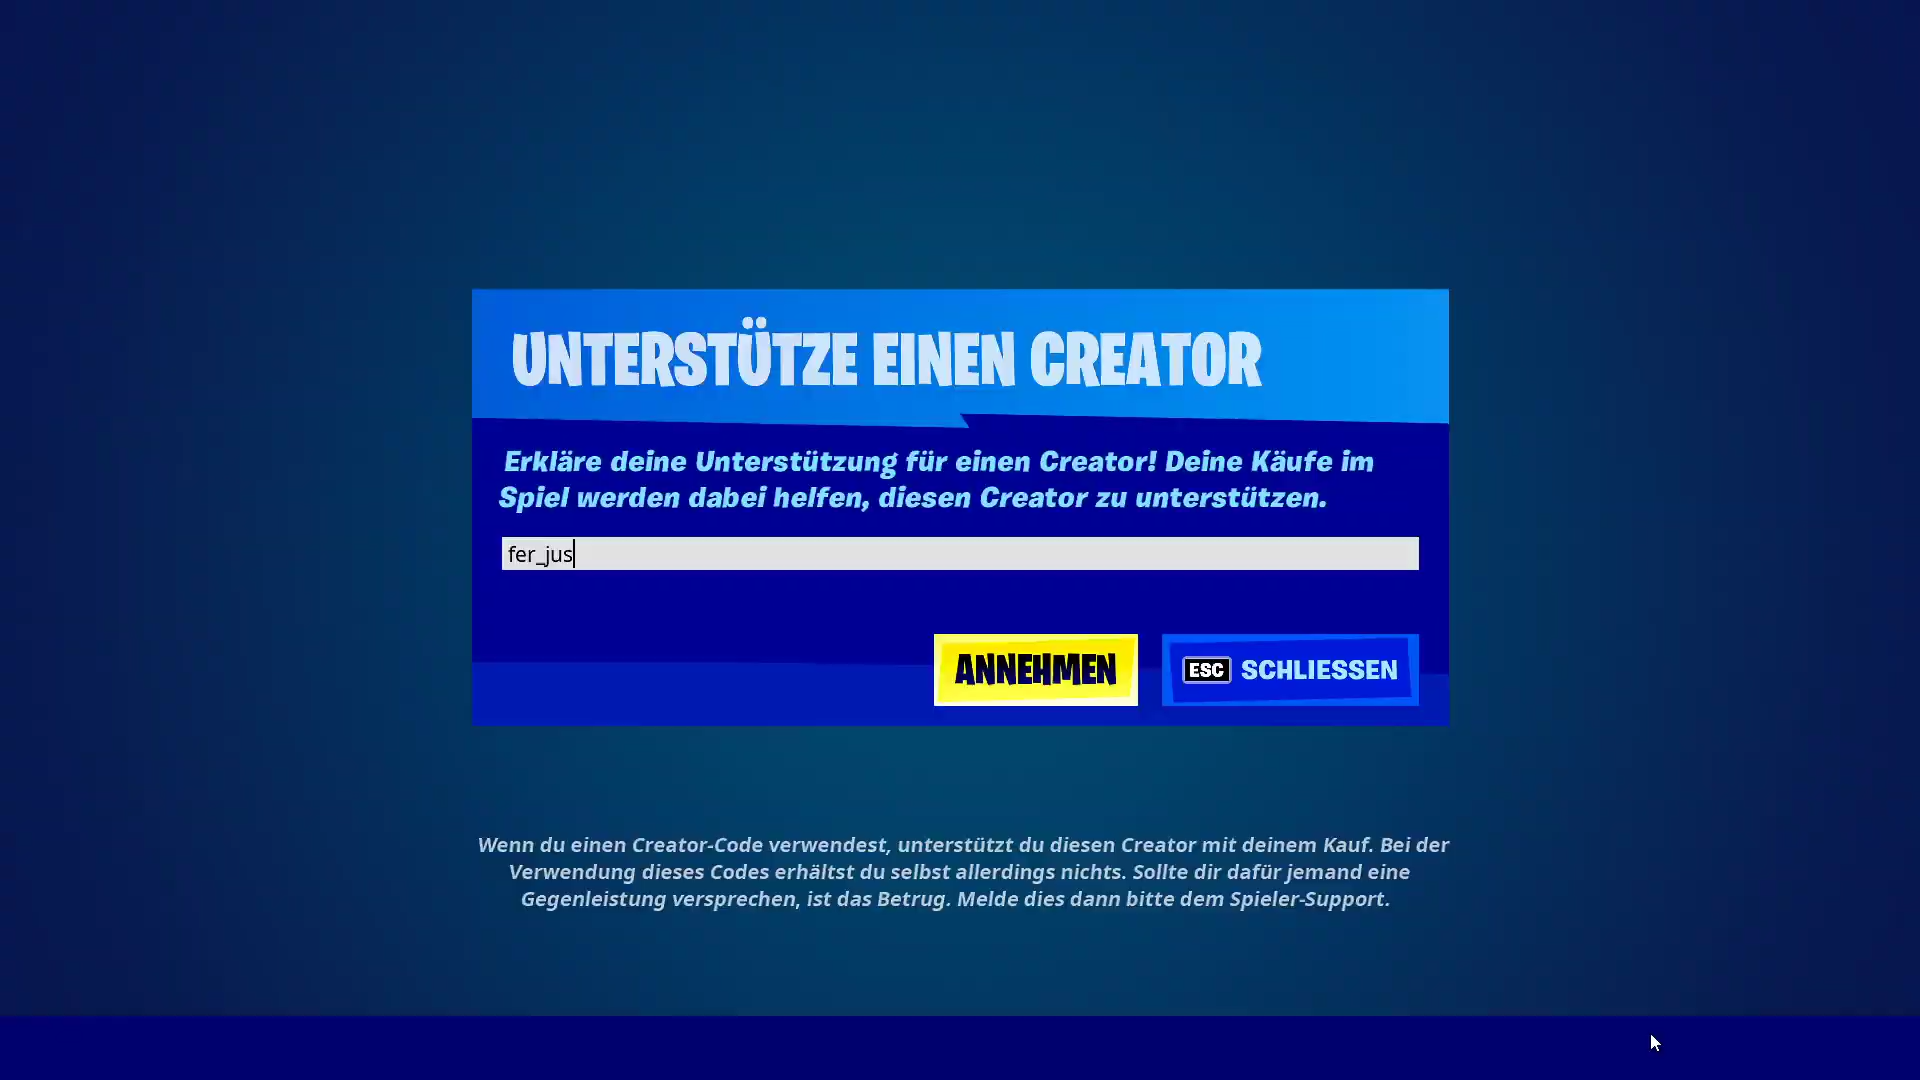 UNTERSTÜTZE EINEN CREATOR
Erkläre deine Unterstützung für einen Creator! Deine Käufe im
Spiel werden dabei helfen, diesen Creator zu unterstützen.
fer_jus
ANNEHMEN
ESC SCHLIESSEN
Wenn du einen Creator-Code verwendest, unterstützt du diesen Creator mit deinem Kauf. Bei der
Verwendung dieses Codes erhältst du selbst allerdings nichts. Sollte dir dafür jemand eine
Gegenleistung versprechen, ist das Betrug. Melde dies dann bitte dem Spieler-Support.